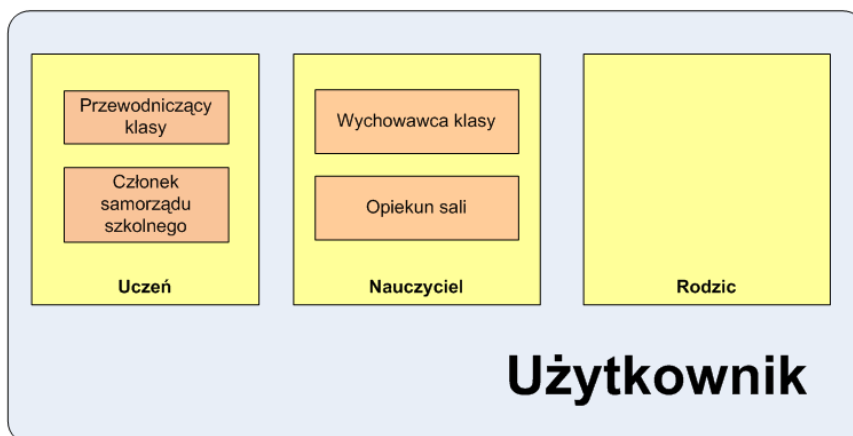 Przewodniczący
klasy
Członek
samorządu
szkolnego
Uczeń
Wychowawca klasy
Opiekun sali
Nauczyciel
Rodzic
Użytkownik